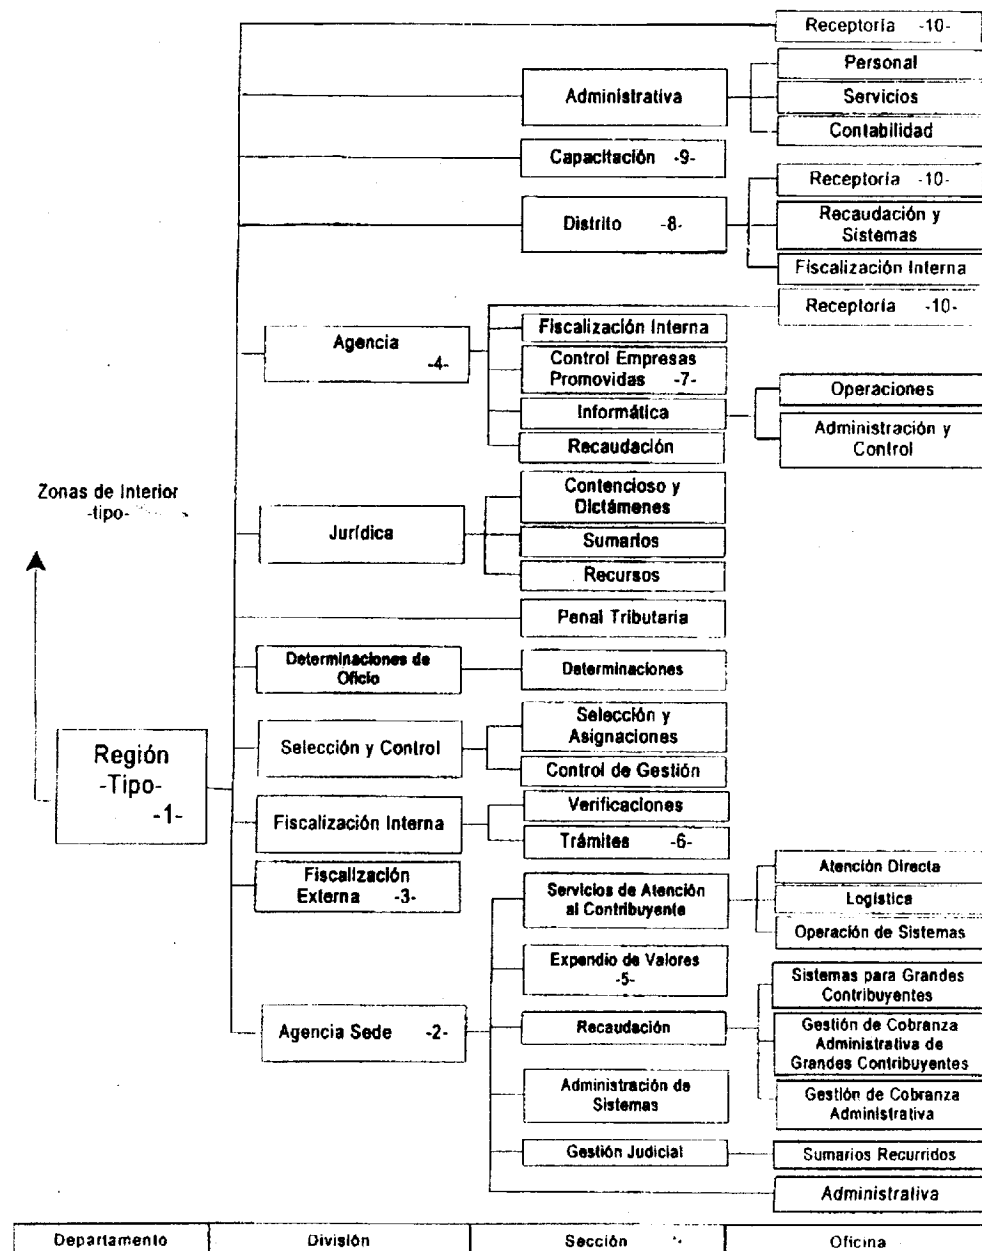 Receptoría -10-
Personal
Administrativa
Servicios
Contabilidad
Capacitación -9-
Receptoría -10-
Distrito -8-
Recaudación y
Sistemas
Fiscalización Interna
Receptoría -10-
Agencia
-4-
Fiscalización Interna
Control Empresas
Promovidas -7-
Informática
Recaudación
Operaciones
Administración y
Control
Zonas de Interior
-tipo-
Jurídica
Contencioso y
Dictámenes
Sumarios
Recursos
Penal Tributaria
Determinaciones de
Oficio
Determinaciones
Región
-Tipo-
-1-
Selección y Control
Selección y
Asignaciones
Control de Gestión
Fiscalización Interna
Verificaciones
Trámites -6-
Fiscalización
Externa -3-
Servicios de Atención
al Contribuyente
Atención Directa
Logística
Operación de Sistemas
Expendio de Valores
-5-
Agencia Sede -2-
Recaudación
Sistemas para Grandes
Contribuyentes
Gestión de Cobranza
Administrativa de
Grandes Contribuyentes
Gestión de Cobranza
Administrativa
Administración de
Sistemas
Gestión Judicial
Sumarios Recurridos
Administrativa
Departamento
División
Sección
Oficina